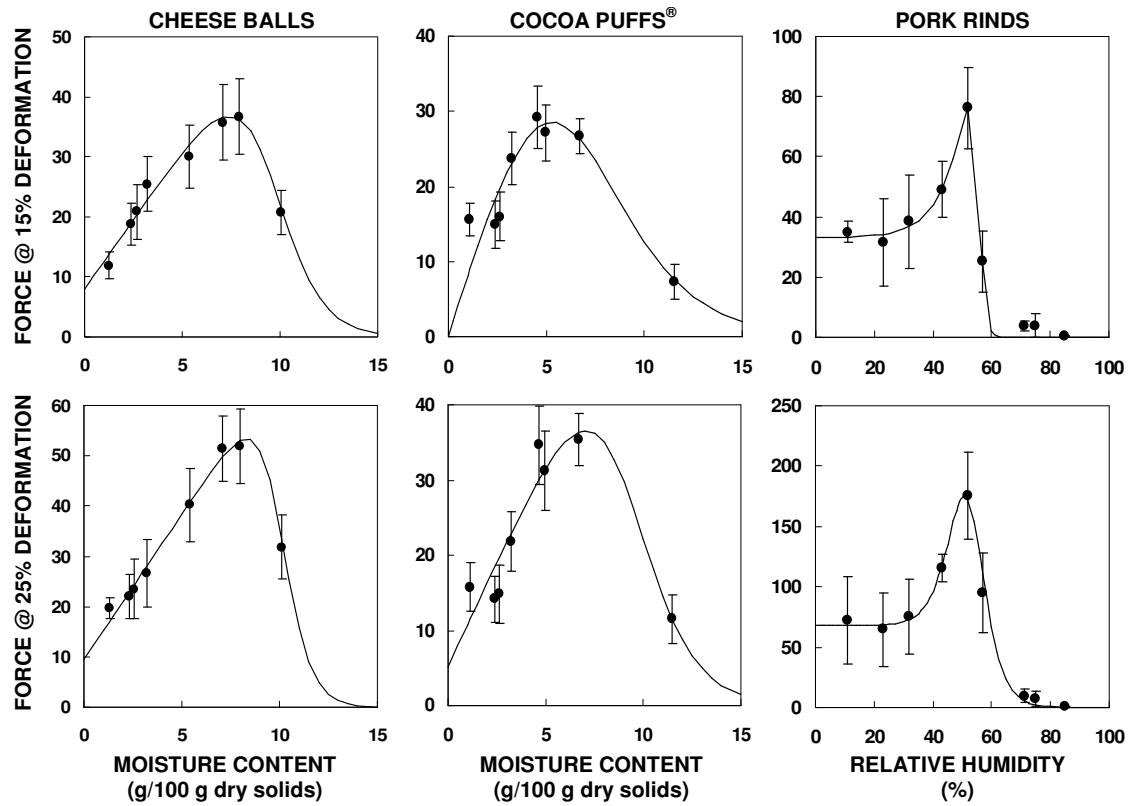 CHEESE BALLS
COCOA PUFFS®
PORK RINDS
FORCE @ 15% DEFORMATION
50
40
30
20
10
0
0 5 10 15
40
30
20
10
0
0 5 10 15
100
80
60
40
20
0
0 20 40 60 80 100
FORCE @ 25% DEFORMATION
60
50
40
30
20
10
0
0 5 10 15
40
30
20
10
0
0 5 10 15
250
200
150
100
50
0
0 20 40 60 80 100
MOISTURE CONTENT
(g/100 g dry solids)
MOISTURE CONTENT
(g/100 g dry solids)
RELATIVE HUMIDITY
(%)